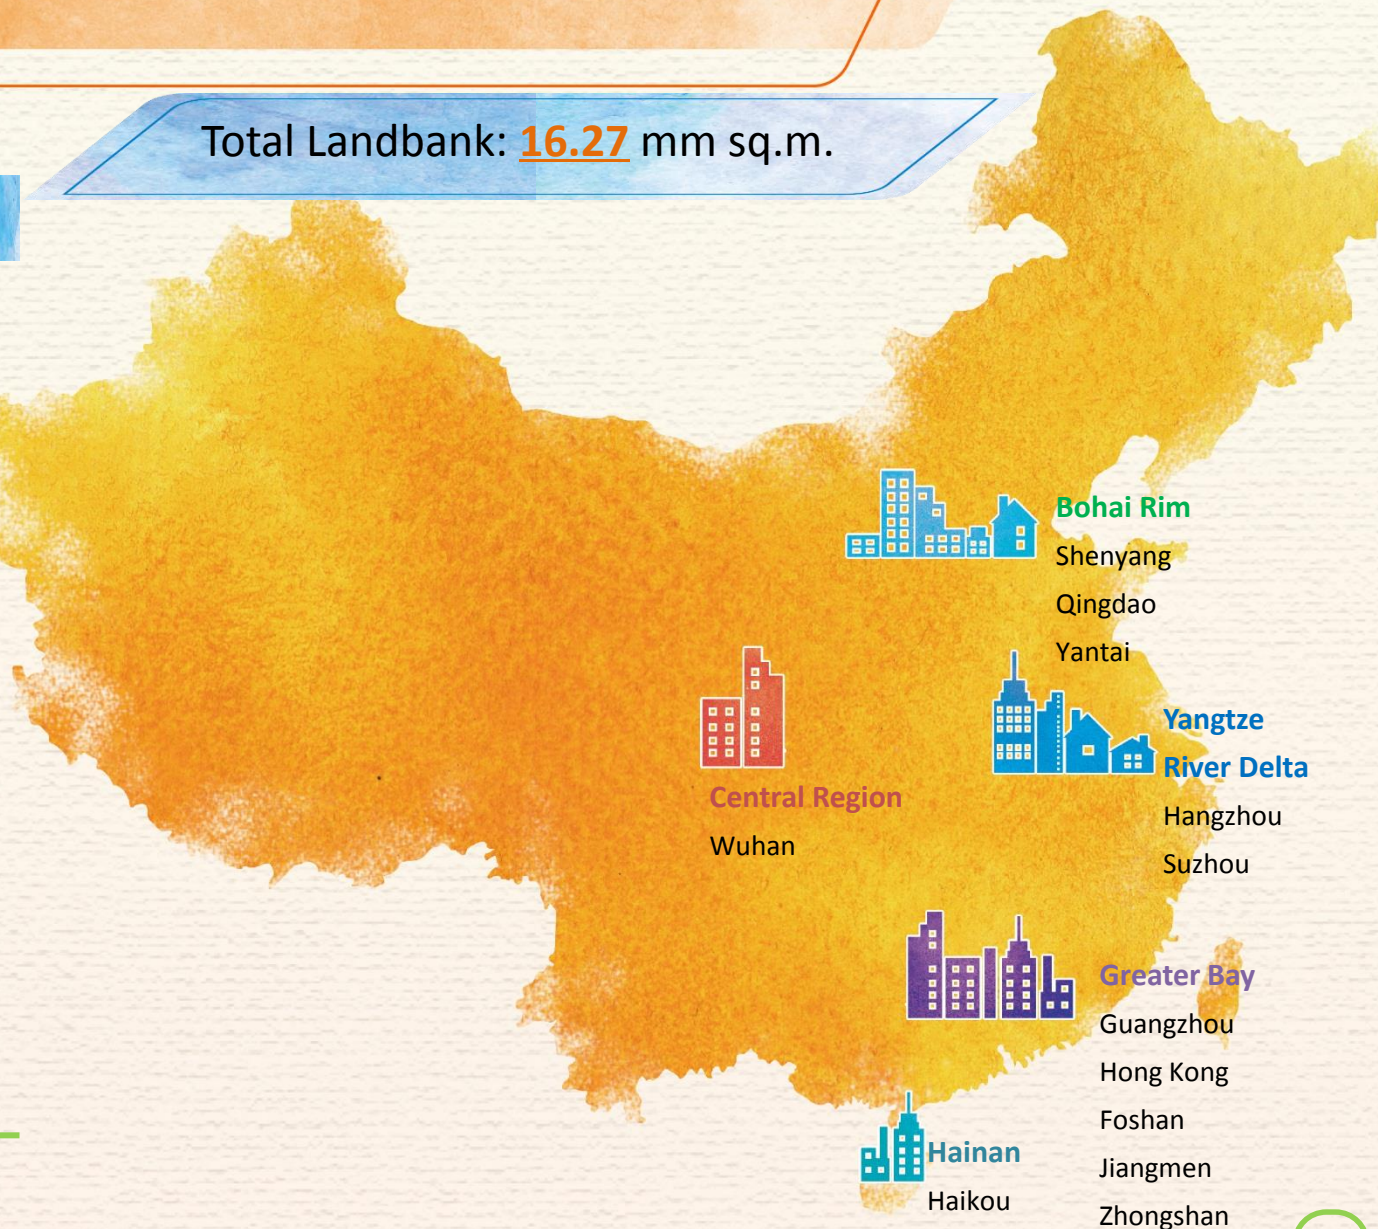 Total Landbank: 16.27 mm sq.m.
Bohai Rim
Shenyang
Qingdao
Yantai
Yangtze
River Delta
Hangzhou
Suzhou
Central Region
Wuhan
Greater Bay
Guangzhou
Hong Kong
Foshan
Jiangmen
Zhongshan
Hainan
Haikou